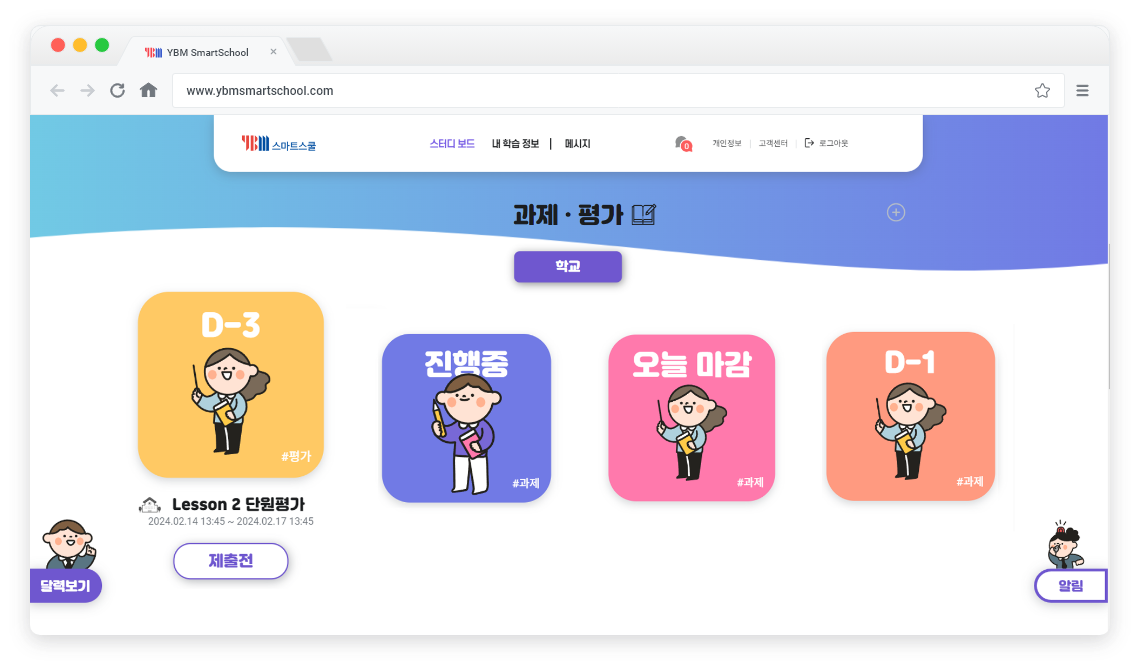 YBM SmartSchool
www.ybmsmartschool.com
YBM 스마트스쿨
스터디 보드 내 학습 정보 | 메시지
0 개인정보 | 고객센터 | 로그아웃
과제 · 평가
학교
D-3
#평가
진행중
#과제
오늘 마감
#과제
D-1
#과제
Lesson 2 단원평가
2024.02.14 13:45 ~ 2024.02.17 13:45
제출전
달력보기
알림